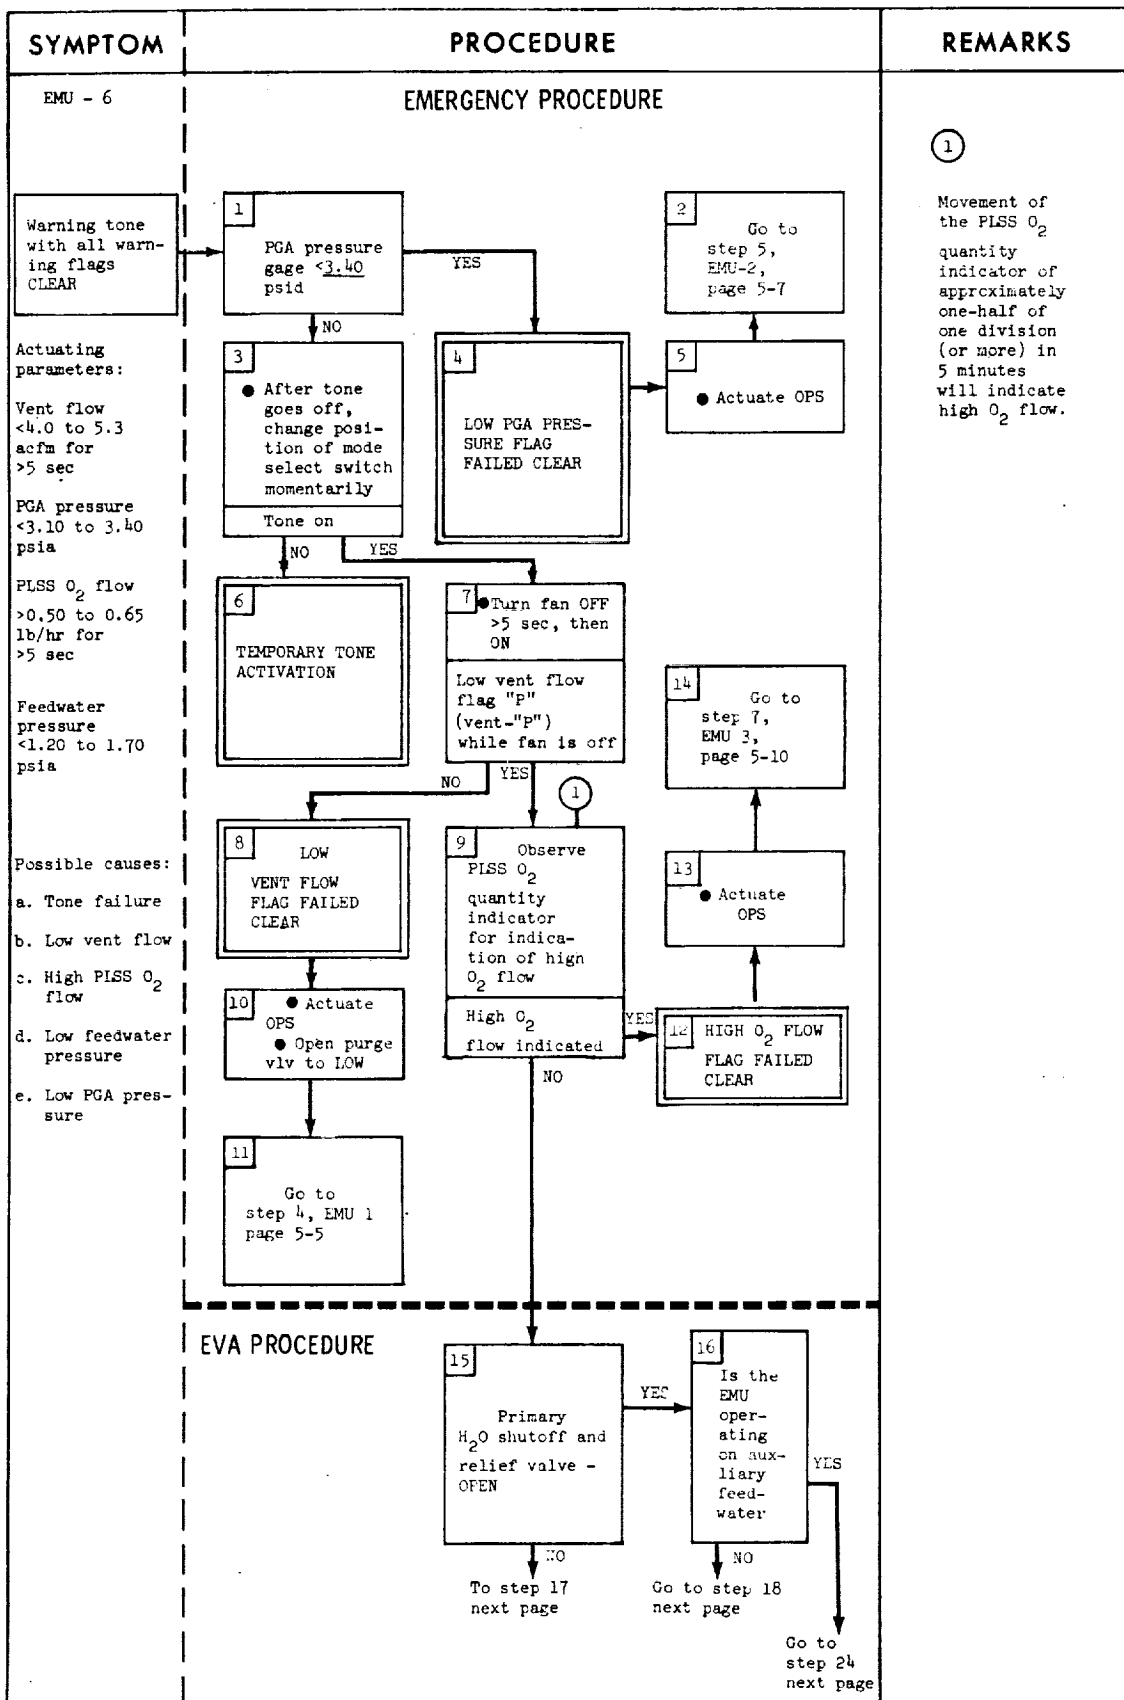 SYMPTOM
PROCEDURE
REMARKS
EMU - 6
EMERGENCY PROCEDURE
Warning tone
with all warn-
ing flags
CLEAR
Actuating
parameters:
Vent flow
<4.0 to 5.3
acfm for
>5 sec
PGA pressure
<3.10 to 3.40
psia
PLSS O2 flow
>0.50 to 0.65
lb/hr for
>5 sec
Feedwater
pressure
<1.20 to 1.70
psia
Possible causes:
a. Tone failure
b. Low vent flow
c. High PLSS O2
flow
d. Low feedwater
pressure
e. Low PGA pres-
sure
1
PGA pressure
gage <3.40
psid
YES
NO
2
Go to
step 5,
EMU-2,
page 5-7
3
● After tone
goes off,
change posi-
tion of mode
select switch
momentarily
Tone on
NO
YES
4
LOW PGA PRES-
SURE FLAG
FAILED CLEAR
5
● Actuate OPS
6
TEMPORARY TONE
ACTIVATION
7
● Turn fan OFF
>5 sec, then
ON
Low vent flow
flag "P"
(vent-"P")
while fan is off
NO
YES
1
8
LOW
VENT FLOW
FLAG FAILED
CLEAR
9
Observe
PLSS O2
quantity
indicator
for indica-
tion of high
O2 flow
High O2
flow indicated
YES
NO
10
● Actuate
OPS
● Open purge
vlv to LOW
11
Go to
step 4, EMU 1
page 5-5
12
HIGH O2 FLOW
FLAG FAILED
CLEAR
13
● Actuate
OPS
14
Go to
step 7,
EMU 3,
page 5-10
EVA PROCEDURE
15
Primary
H2O shutoff and
relief valve -
OPEN
YES
NO
To step 17
next page
16
Is the
EMU
oper-
ating
on aux-
liary
feed-
water
YES
NO
Go to step 18
next page
Go to
step 24
next page
1
Movement of
the PLSS O2
quantity
indicator of
approximately
one-half of
one division
(or more) in
5 minutes
will indicate
high O2 flow.